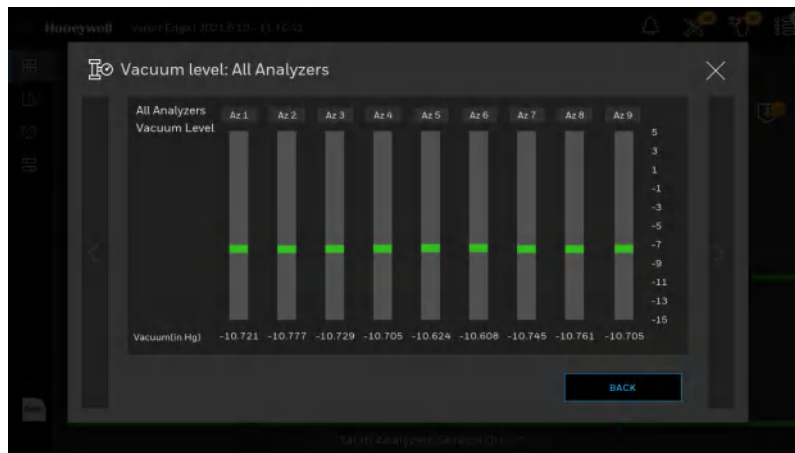 Honeywell
Vacuum level: All Analyzers
All Analyzers
Vacuum Level
Az 1 Az 2 Az 3 Az 4 Az 5 Az 6 Az 7 Az 8 Az 9
5
3
1
-1
-3
-5
-7
-9
-11
-13
-15
Vacuum(in Hg) -10.721 -10.777 -10.729 -10.705 -10.624 -10.608 -10.745 -10.761 -10.705
BACK